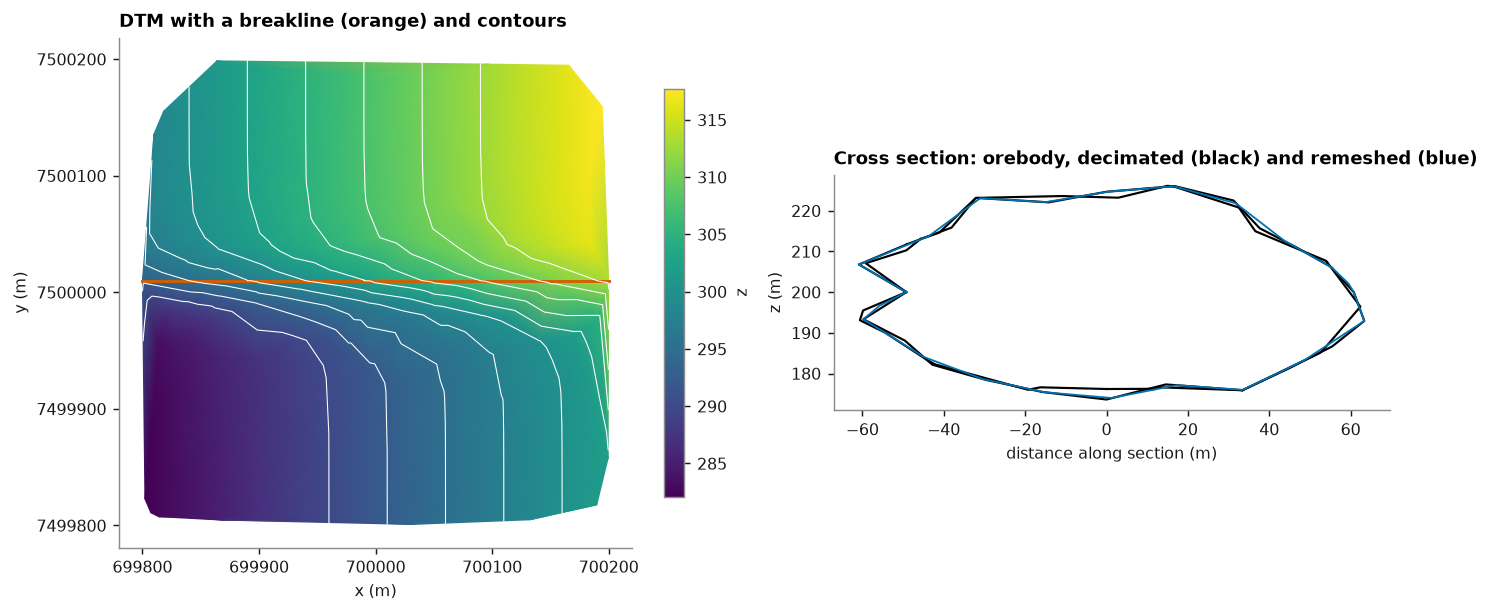 DTM with a breakline (orange) and contours
7500200
7500100
7500000
7499900
7499800
y (m)
699800 699900 700000 700100 700200
x (m)
315
310
305
300
295
290
285
z
Cross section: orebody, decimated (black) and remeshed (blue)
220
210
200
190
180
z (m)
−60 −40 −20 0 20 40 60
distance along section (m)